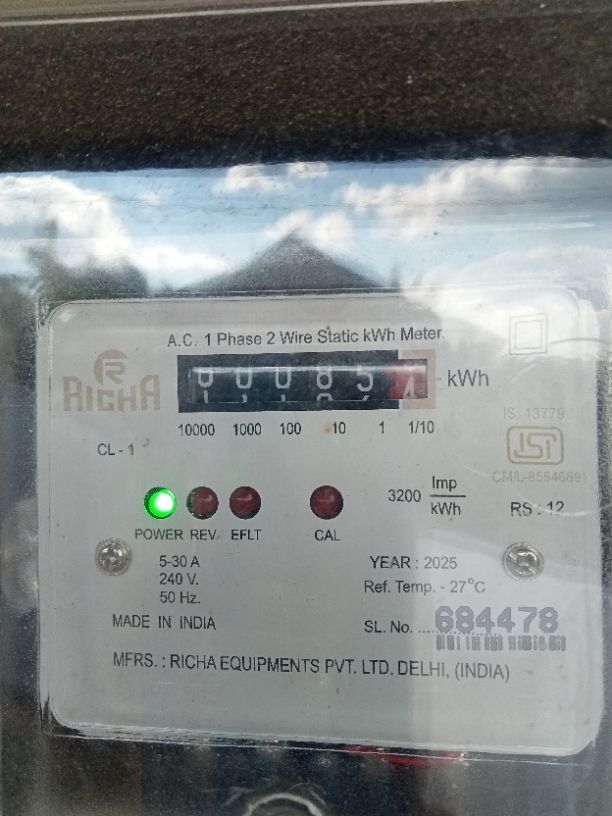 A.C. 1 Phase 2 Wire Static kWh Meter.
R
RICHA
00085 4 kWh
10000 1000 100 10 1 1/10
IS: 13779
ISI
CL - 1
3200 Imp/kWh
RS : 12
POWER REV EFLT CAL
5-30 A
240 V.
50 Hz.
YEAR : 2025
Ref. Temp. - 27°C
MADE IN INDIA
SL. No. 684478
MFRS. : RICHA EQUIPMENTS PVT. LTD. DELHI, (INDIA)